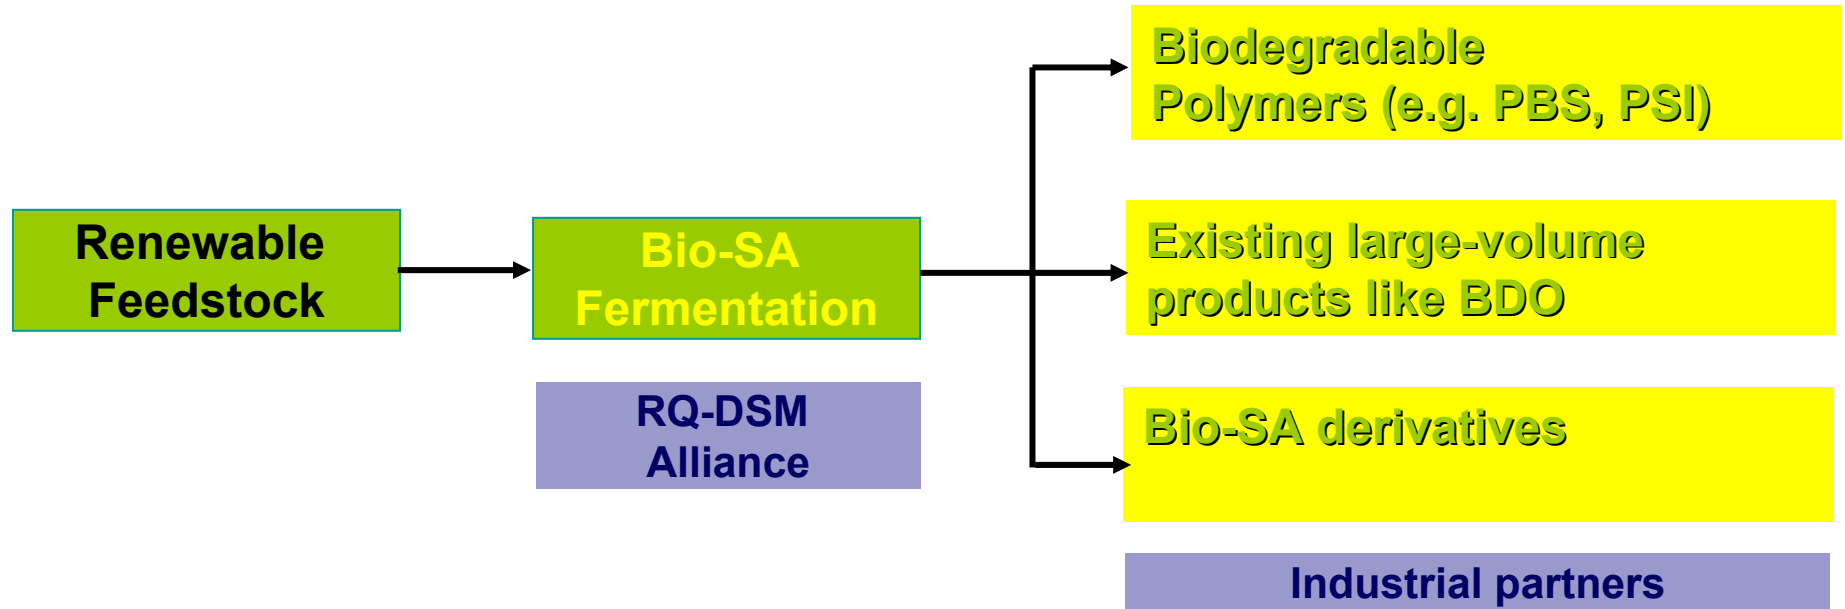 Renewable
Feedstock
Bio-SA
Fermentation
RQ-DSM
Alliance
Biodegradable
Polymers (e.g. PBS, PSI)
Existing large-volume
products like BDO
Bio-SA derivatives
Industrial partners